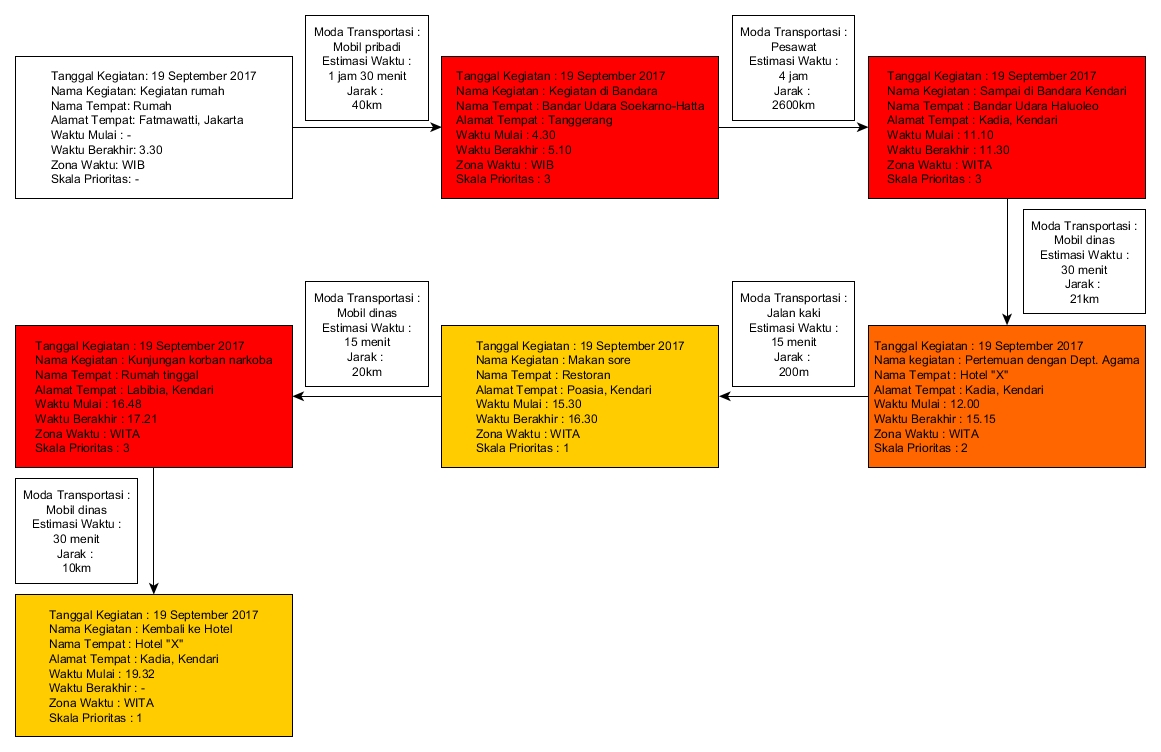 Tanggal Kegiatan: 19 September 2017
Nama Kegiatan: Kegiatan rumah
Nama Tempat: Rumah
Alamat Tempat: Fatmawatti, Jakarta
Waktu Mulai : -
Waktu Berakhir: 3.30
Zona Waktu: WIB
Skala Prioritas: -
Moda Transportasi :
Mobil pribadi
Estimasi Waktu :
1 jam 30 menit
Jarak :
40km
Tanggal Kegiatan : 19 September 2017
Nama Kegiatan : Kegiatan di Bandara
Nama Tempat : Bandar Udara Soekarno-Hatta
Alamat Tempat : Tanggerang
Waktu Mulai : 4.30
Waktu Berakhir : 5.10
Zona Waktu : WIB
Skala Prioritas : 3
Moda Transportasi :
Pesawat
Estimasi Waktu :
4 jam
Jarak :
2600km
Tanggal Kegiatan : 19 September 2017
Nama Kegiatan : Sampai di Bandara Kendari
Nama Tempat : Bandar Udara Haluoleo
Alamat Tempat : Kadia, Kendari
Waktu Mulai : 11.10
Waktu Berakhir : 11.30
Zona Waktu : WITA
Skala Prioritas : 3
Moda Transportasi :
Mobil dinas
Estimasi Waktu :
30 menit
Jarak :
21km
Tanggal Kegiatan : 19 September 2017
Nama kegiatan : Pertemuan dengan Dept. Agama
Nama Tempat : Hotel "X"
Alamat Tempat : Kadia, Kendari
Waktu Mulai : 12.00
Waktu Berakhir : 15.15
Zona Waktu : WITA
Skala Prioritas : 2
Moda Transportasi :
Jalan kaki
Estimasi Waktu :
15 menit
Jarak :
200m
Tanggal Kegiatan : 19 September 2017
Nama Kegiatan : Makan sore
Nama Tempat : Restoran
Alamat Tempat : Poasia, Kendari
Waktu Mulai : 15.30
Waktu Berakhir : 16.30
Zona Waktu : WITA
Skala Prioritas : 1
Moda Transportasi :
Mobil dinas
Estimasi Waktu :
15 menit
Jarak :
20km
Tanggal Kegiatan : 19 September 2017
Nama Kegiatan : Kunjungan korban narkoba
Nama Tempat : Rumah tinggal
Alamat Tempat : Labibia, Kendari
Waktu Mulai : 16.48
Waktu Berakhir : 17.21
Zona Waktu : WITA
Skala Prioritas : 3
Moda Transportasi :
Mobil dinas
Estimasi Waktu :
30 menit
Jarak :
10km
Tanggal Kegiatan : 19 September 2017
Nama Kegiatan : Kembali ke Hotel
Nama Tempat : Hotel "X"
Alamat Tempat : Kadia, Kendari
Waktu Mulai : 19.32
Waktu Berakhir : -
Zona Waktu : WITA
Skala Prioritas : 1